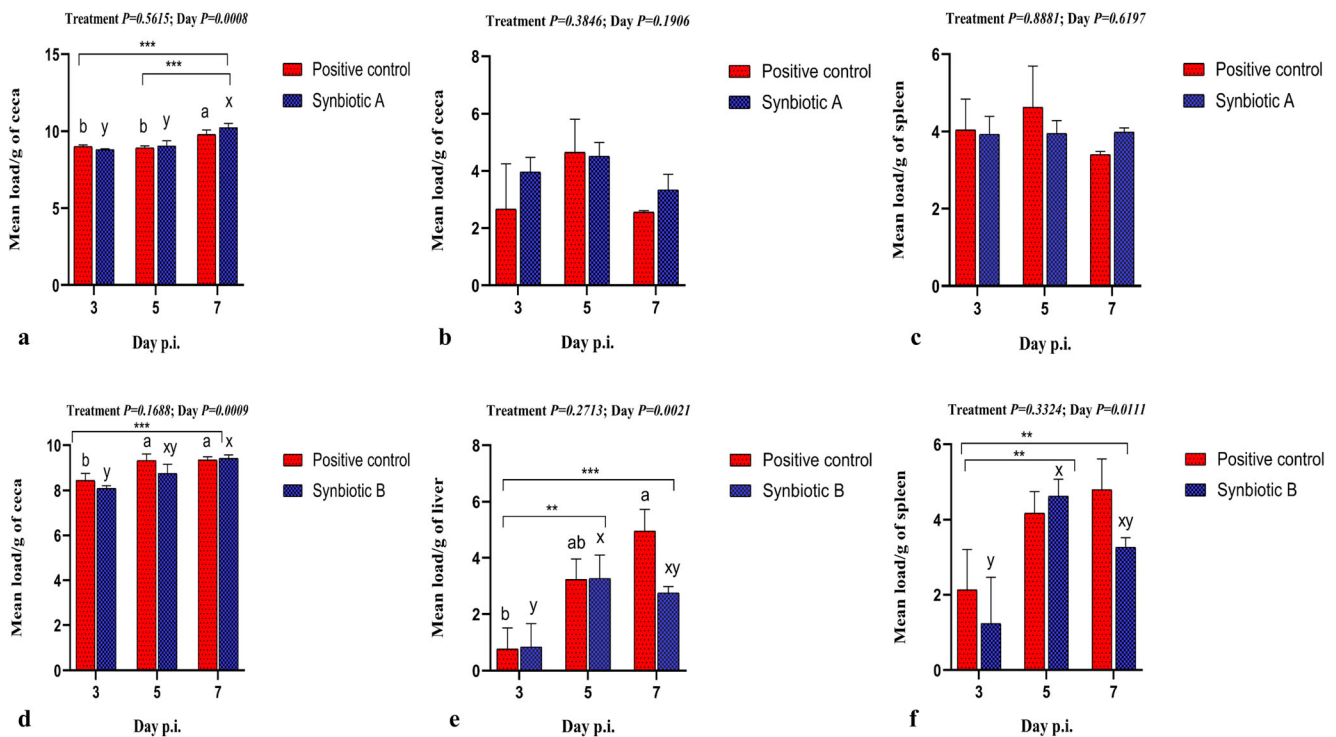 Treatment P=0.5615; Day P=0.0008
15
10
5
0
Mean load/g of ceca
***
***
b y b y a x
3 5 7
Day p.i.
Positive control
Synbiotic A
a
Treatment P=0.3846; Day P=0.1906
8
6
4
2
0
Mean load/g of ceca
3 5 7
Day p.i.
Positive control
Synbiotic A
b
Treatment P=0.8881; Day P=0.6197
6
4
2
0
Mean load/g of spleen
3 5 7
Day p.i.
Positive control
Synbiotic A
c
Treatment P=0.1688; Day P=0.0009
10
8
6
4
2
0
Mean load/g of ceca
***
b y a xy a x
3 5 7
Day p.i.
Positive control
Synbiotic B
d
Treatment P=0.2713; Day P=0.0021
8
6
4
2
0
Mean load/g of liver
***
**
b y ab x a xy
3 5 7
Day p.i.
Positive control
Synbiotic B
e
Treatment P=0.3324; Day P=0.0111
6
4
2
0
Mean load/g of spleen
**
**
y x xy
3 5 7
Day p.i.
Positive control
Synbiotic B
f